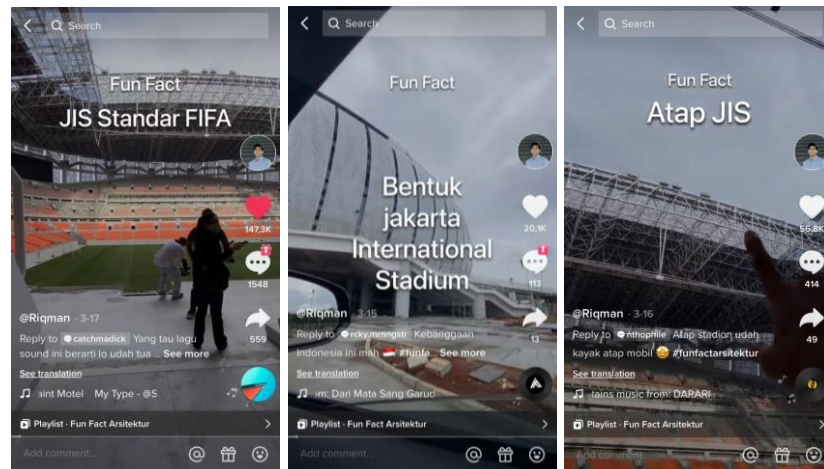 Search
Fun Fact
JIS Standar FIFA
147,3K
1548
@Riqman · 3-17
Reply to catchmadick Yang tau lagu
559
sound ini berarti lo udah tua ... See more
See translation
aint Motel My Type - @S
Playlist · Fun Fact Arsitektur
Add comment...
Search
Fun Fact
Bentuk
jakarta
International
Stadium
20,1K
113
@Riqman · 3-15
Reply to rcky.mrnngstr Kebanggaan
13
Indonesia ini mah 🇮🇩 #funfa... See more
See translation
om: Dari Mata Sang Garud
Playlist · Fun Fact Arsitektur
Add comment...
Search
Fun Fact
Atap JIS
56,8K
414
@Riqman · 3-16
Reply to nthophile Atap stadion udah
49
kayak atap mobil 🤩 #funfactarsitektur
See translation
tains music from: DARARI
Playlist · Fun Fact Arsitektur
Add comment...